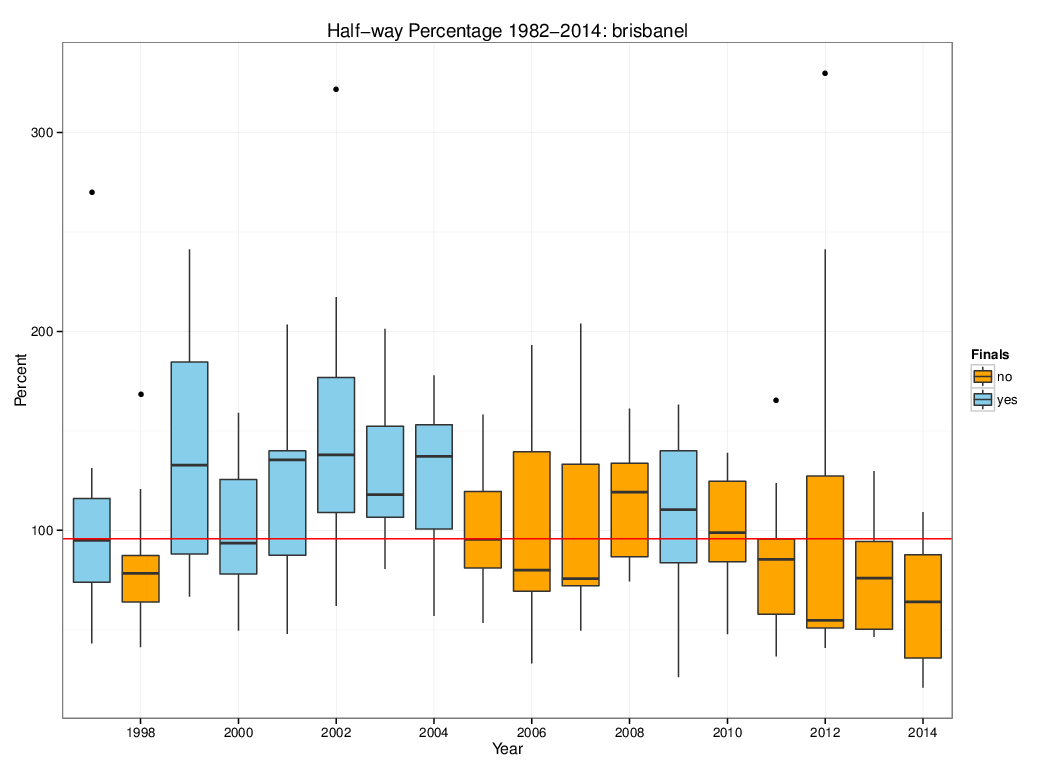 Half−way Percentage 1982−2014: brisbanel
300
200
100
Percent
1998 2000 2002 2004 2006 2008 2010 2012 2014
Year
Finals
no
yes